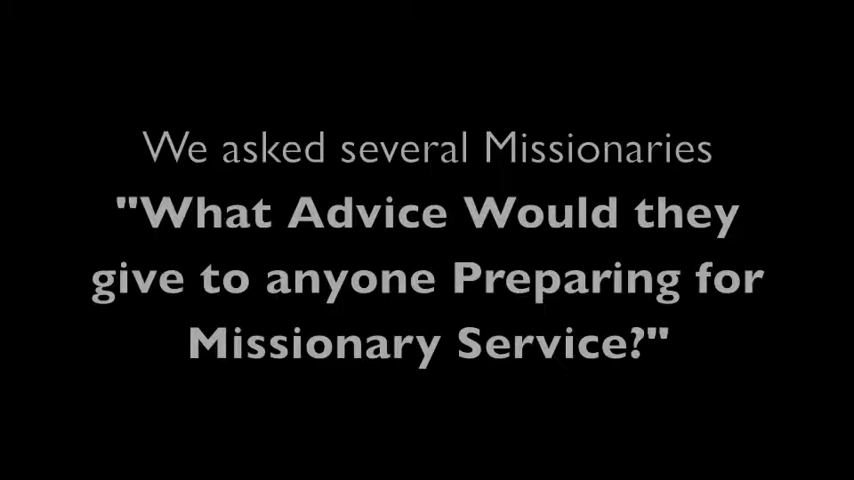 We asked several Missionaries
"What Advice Would they
give to anyone Preparing for
Missionary Service?"